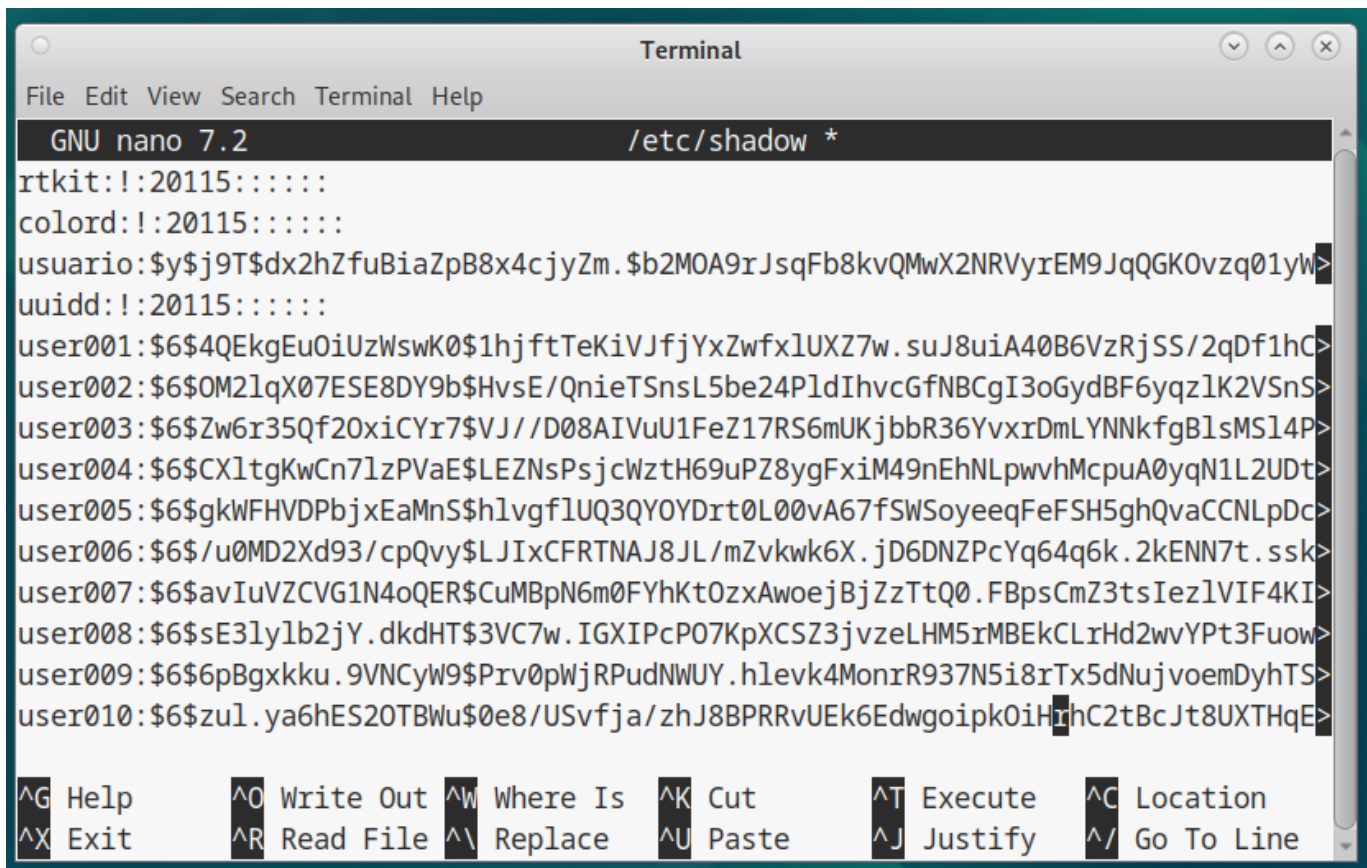 Terminal
File Edit View Search Terminal Help
GNU nano 7.2 /etc/shadow *
rtkit:!:20115::::::
colord:!:20115::::::
usuario:$y$j9T$dx2hZfuBiaZpB8x4cjyZm.$b2MOA9rJsqFb8kvQMwX2NRVyrEM9JqQGKOvzq01yW>
uuidd:!:20115::::::
user001:$6$4QEkgEuOiUzWswK0$1hjftTeKiVJfjYxZwfxlUXZ7w.suJ8uiA40B6VzRjSS/2qDf1hC>
user002:$6$OM2lqX07ESE8DY9b$HvsE/QnieTSnsL5be24PldIhvcGfNBCgI3oGydBF6yqzlK2VSnS>
user003:$6$Zw6r35Qf2OxiCYr7$VJ//D08AIVuU1FeZ17RS6mUKjbbR36YvxrDmLYNNkfgBlsMSl4P>
user004:$6$CXltgKwCn7lzPVaE$LEZNsPsjcWztH69uPZ8ygFxiM49nEhNLpwvhMcpuA0yqN1L2UDt>
user005:$6$gkWFHVDPbjxEaMnS$hlvgflUQ3QYOYDrt0L00vA67fSWSoyeeqFeFSH5ghQvaCCNLpDc>
user006:$6$/u0MD2Xd93/cpQvy$LJIxCFRTNAJ8JL/mZvkwk6X.jD6DNZPcYq64q6k.2kENN7t.ssk>
user007:$6$avIuVZCVG1N4oQER$CuMBpN6m0FYhKtOzxAwoejBjZzTtQ0.FBpsCmZ3tsIezlVIF4KI>
user008:$6$sE3lylb2jY.dkdHT$3VC7w.IGXIPcPO7KpXCSZ3jvzeLHM5rMBEkCLrHd2wvYPt3Fuow>
user009:$6$6pBgxkku.9VNCyW9$Prv0pWjRPudNWUY.hlevk4MonrR937N5i8rTx5dNujvoemDyhTS>
user010:$6$zul.ya6hES2OTBWu$0e8/USvfja/zhJ8BPRRvUEk6EdwgoipkOiHrhC2tBcJt8UXTHqE>
^G Help ^O Write Out ^W Where Is ^K Cut ^T Execute ^C Location
^X Exit ^R Read File ^\ Replace ^U Paste ^J Justify ^/ Go To Line